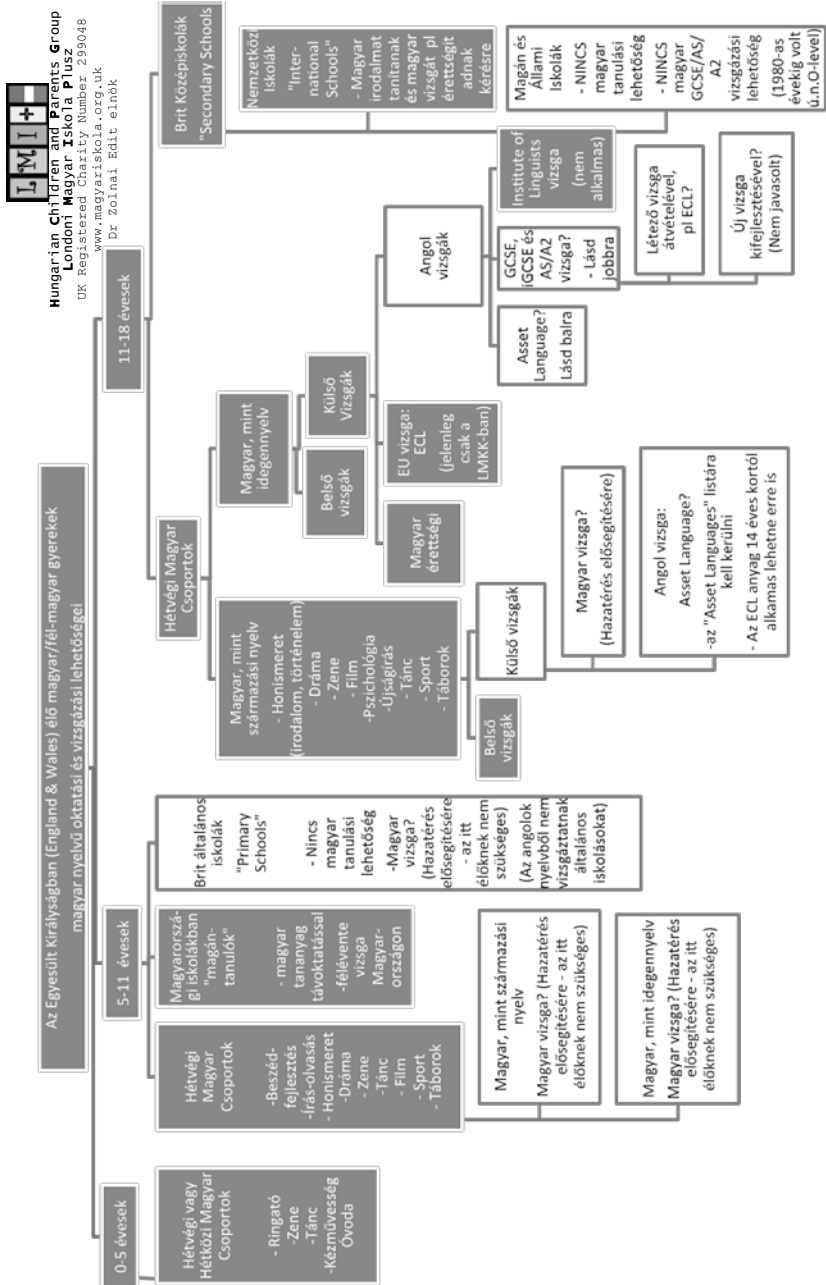 L M I +
Hungarian Children and Parents Group
Londoni Magyar Iskola Plusz
UK Registered Charity Number 299048
www.magyariskola.org.uk
Dr Zolnai Edit elnök
Az Egyesült Királyságban (England & Wales) élő magyar/fél-magyar gyerekek
magyar nyelvű oktatási és vizsgázási lehetőségei
0-5 évesek
Hétvégi vagy
Hétközi Magyar
Csoportok
- Ringató
-Zene
-Tánc
-Kézművesség
Óvoda
5-11 évesek
Hétvégi
Magyar
Csoportok
-Beszéd-
fejlesztés
-Írás-olvasás
- Honismeret
-Dráma
- Zene
- Tánc
- Film
- Sport
- Táborok
Magyar, mint származási
nyelv
Magyar vizsga? (Hazatérés
elősegítésére - az itt
élőknek nem szükséges)
Magyar, mint idegennyelv
Magyar vizsga? (Hazatérés
elősegítésére - az itt
élőknek nem szükséges)
Magyarorszá-
gi iskolákban
"magán-
tanulók"
- magyar
tananyag
távoktatással
-félévente
vizsga
Magyar-
országon
Brit általános
iskolák
"Primary
Schools"
- Nincs
magyar
tanulási
lehetőség
-Magyar
vizsga?
(Hazatérés
elősegítésére
- az itt
élőknek nem
szükséges)
(Az angolok
nyelvből nem
vizsgáztatnak
általános
iskolásokat)
11-18 évesek
Hétvégi Magyar
Csoportok
Magyar, mint
származási nyelv
- Honismeret
(irodalom, történelem)
- Dráma
- Zene
- Film
-Pszichológia
-Újságírás
- Tánc
- Sport
- Táborok
Belső
vizsgák
Külső vizsgák
Magyar vizsga?
(Hazatérés elősegítésére)
Angol vizsga:
Asset Language?
-az "Asset Languages" listára
kell kerülni
- Az ECL anyag 14 éves kortól
alkamas lehetne erre is
Magyar, mint
idegennyelv
Belső
vizsgák
Külső
Vizsgák
Magyar
érettségi
EU vizsga:
ECL
(jelenleg
csak a
LMKK-ban)
Angol
vizsgák
Asset
Language?
Lásd balra
GCSE,
iGCSE és
AS/A2
vizsga?
- Lásd
jobbra
Létező vizsga
átvételével,
pl ECL?
Új vizsga
kifejlesztésével?
(Nem javasolt)
Institute of
Linguists
vizsga
(nem
alkalmas)
Brit Középiskolák
"Secondary Schools"
Nemzetközi
Iskolák
"Inter-
national
Schools"
- Magyar
irodalmat
tanítanak
és magyar
vizsgát pl
érettségit
adnak
kérésre
Magán és
Állami
Iskolák
- NINCS
magyar
tanulási
lehetőség
- NINCS
magyar
GCSE/AS/
A2
vizsgázási
lehetőség
(1980-as
évekig volt
ú.n.O-level)